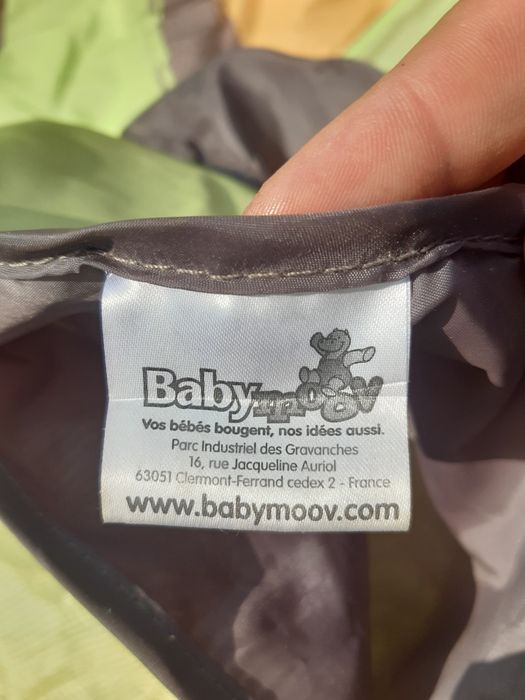 Babymoov
Vos bébés bougent, nos idées aussi.
Parc Industriel des Gravanches
16, rue Jacqueline Auriol
63051 Clermont-Ferrand cedex 2 - France
www.babymoov.com